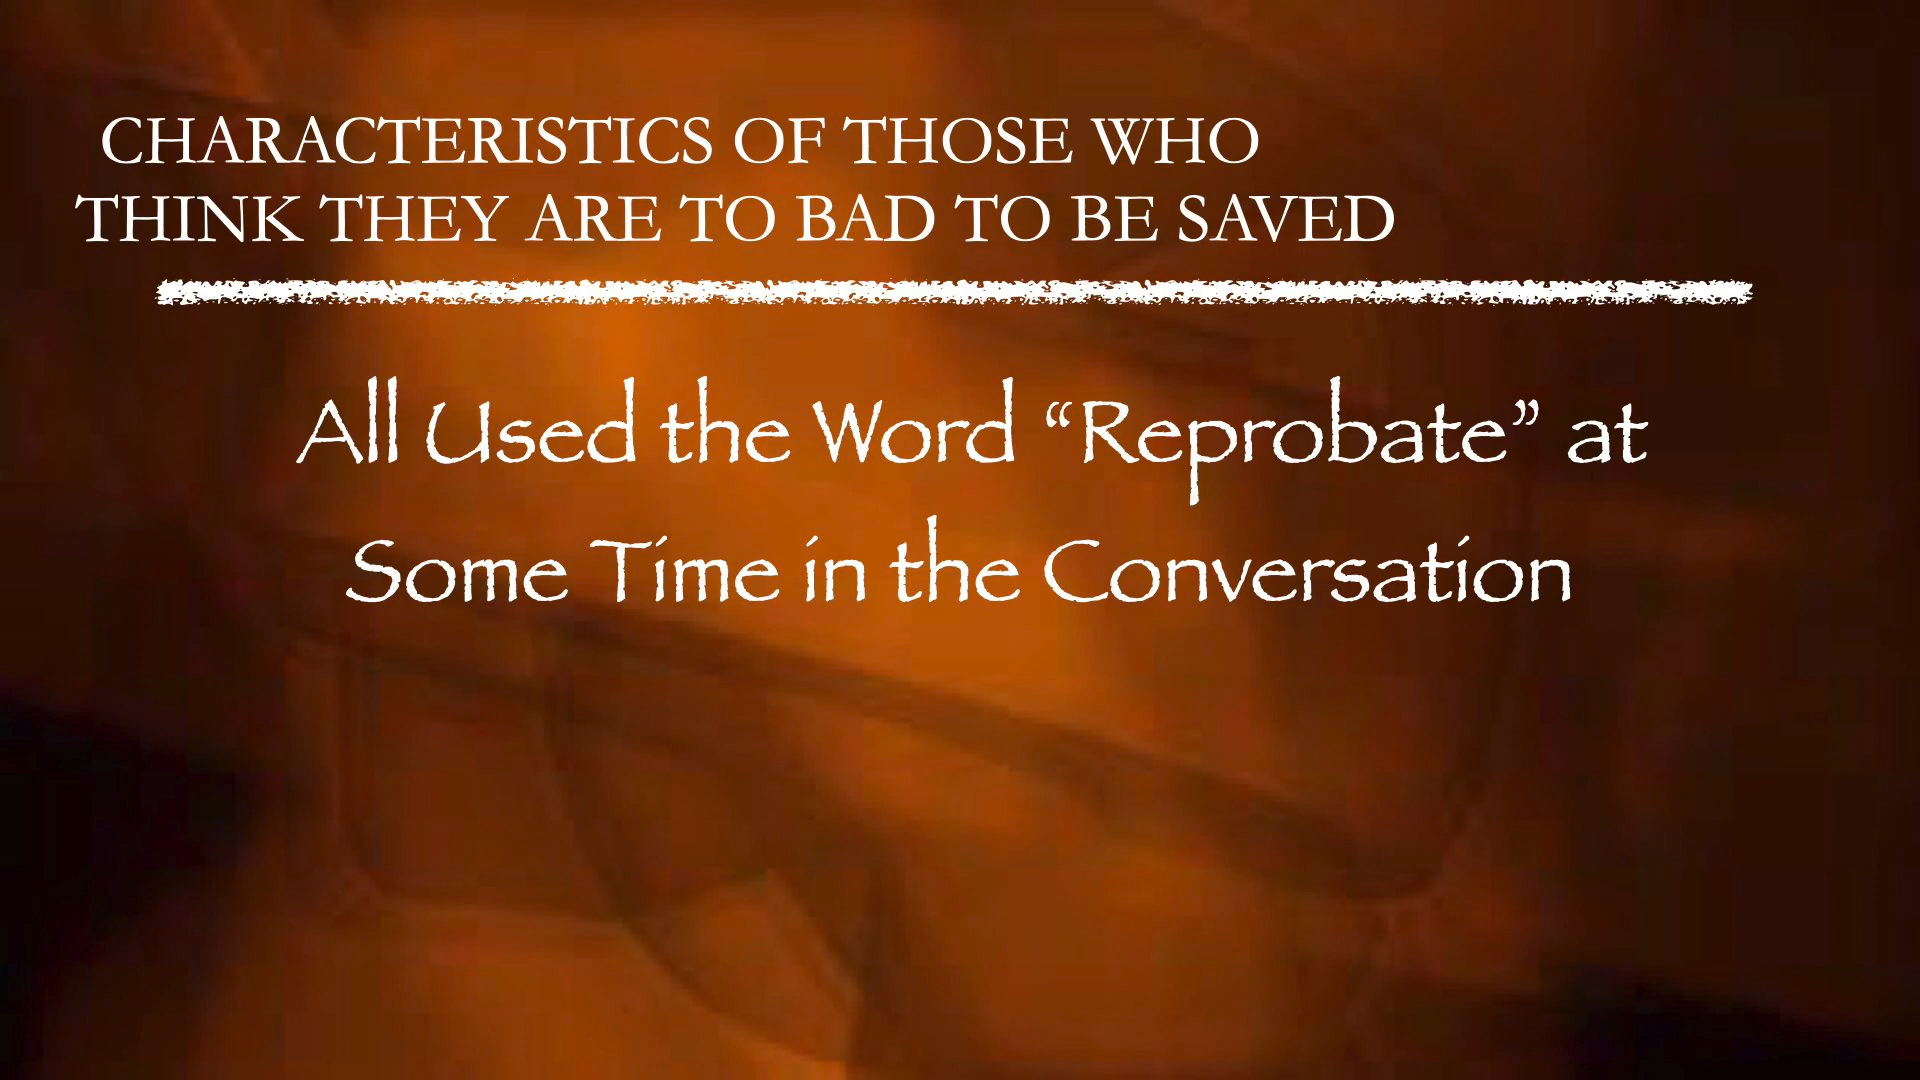 CHARACTERISTICS OF THOSE WHO
THINK THEY ARE TO BAD TO BE SAVED
All Used the Word “Reprobate” at
Some Time in the Conversation